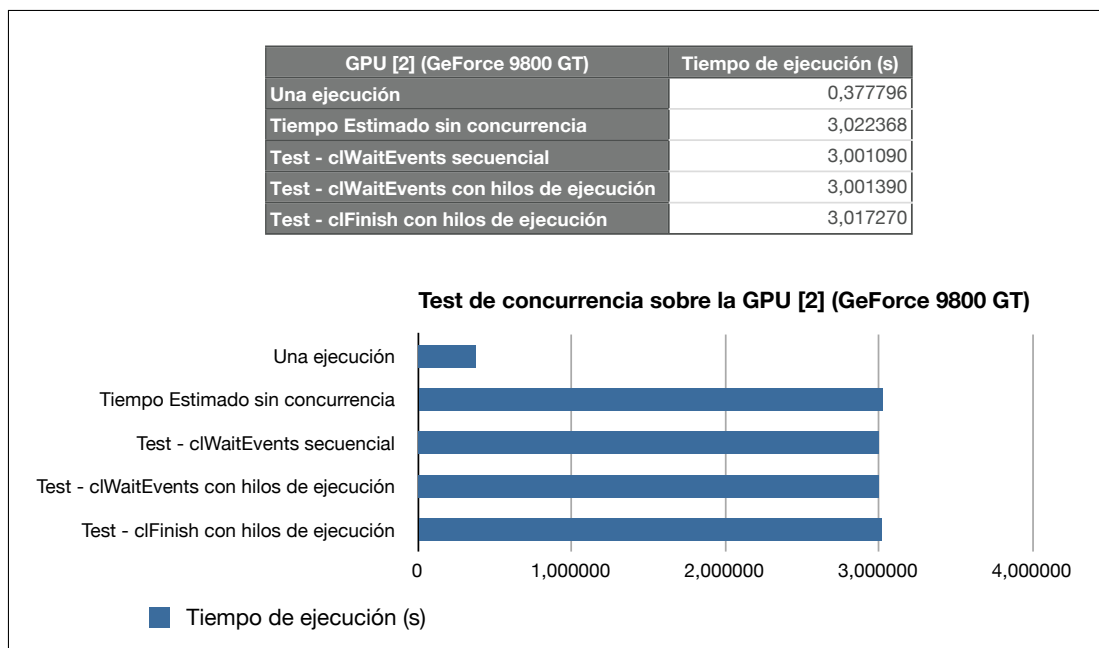 GPU [2] (GeForce 9800 GT) Tiempo de ejecución (s)
Una ejecución 0,377796
Tiempo Estimado sin concurrencia 3,022368
Test - clWaitEvents secuencial 3,001090
Test - clWaitEvents con hilos de ejecución 3,001390
Test - clFinish con hilos de ejecución 3,017270
Test de concurrencia sobre la GPU [2] (GeForce 9800 GT)
Una ejecución
Tiempo Estimado sin concurrencia
Test - clWaitEvents secuencial
Test - clWaitEvents con hilos de ejecución
Test - clFinish con hilos de ejecución
0 1,000000 2,000000 3,000000 4,000000
Tiempo de ejecución (s)